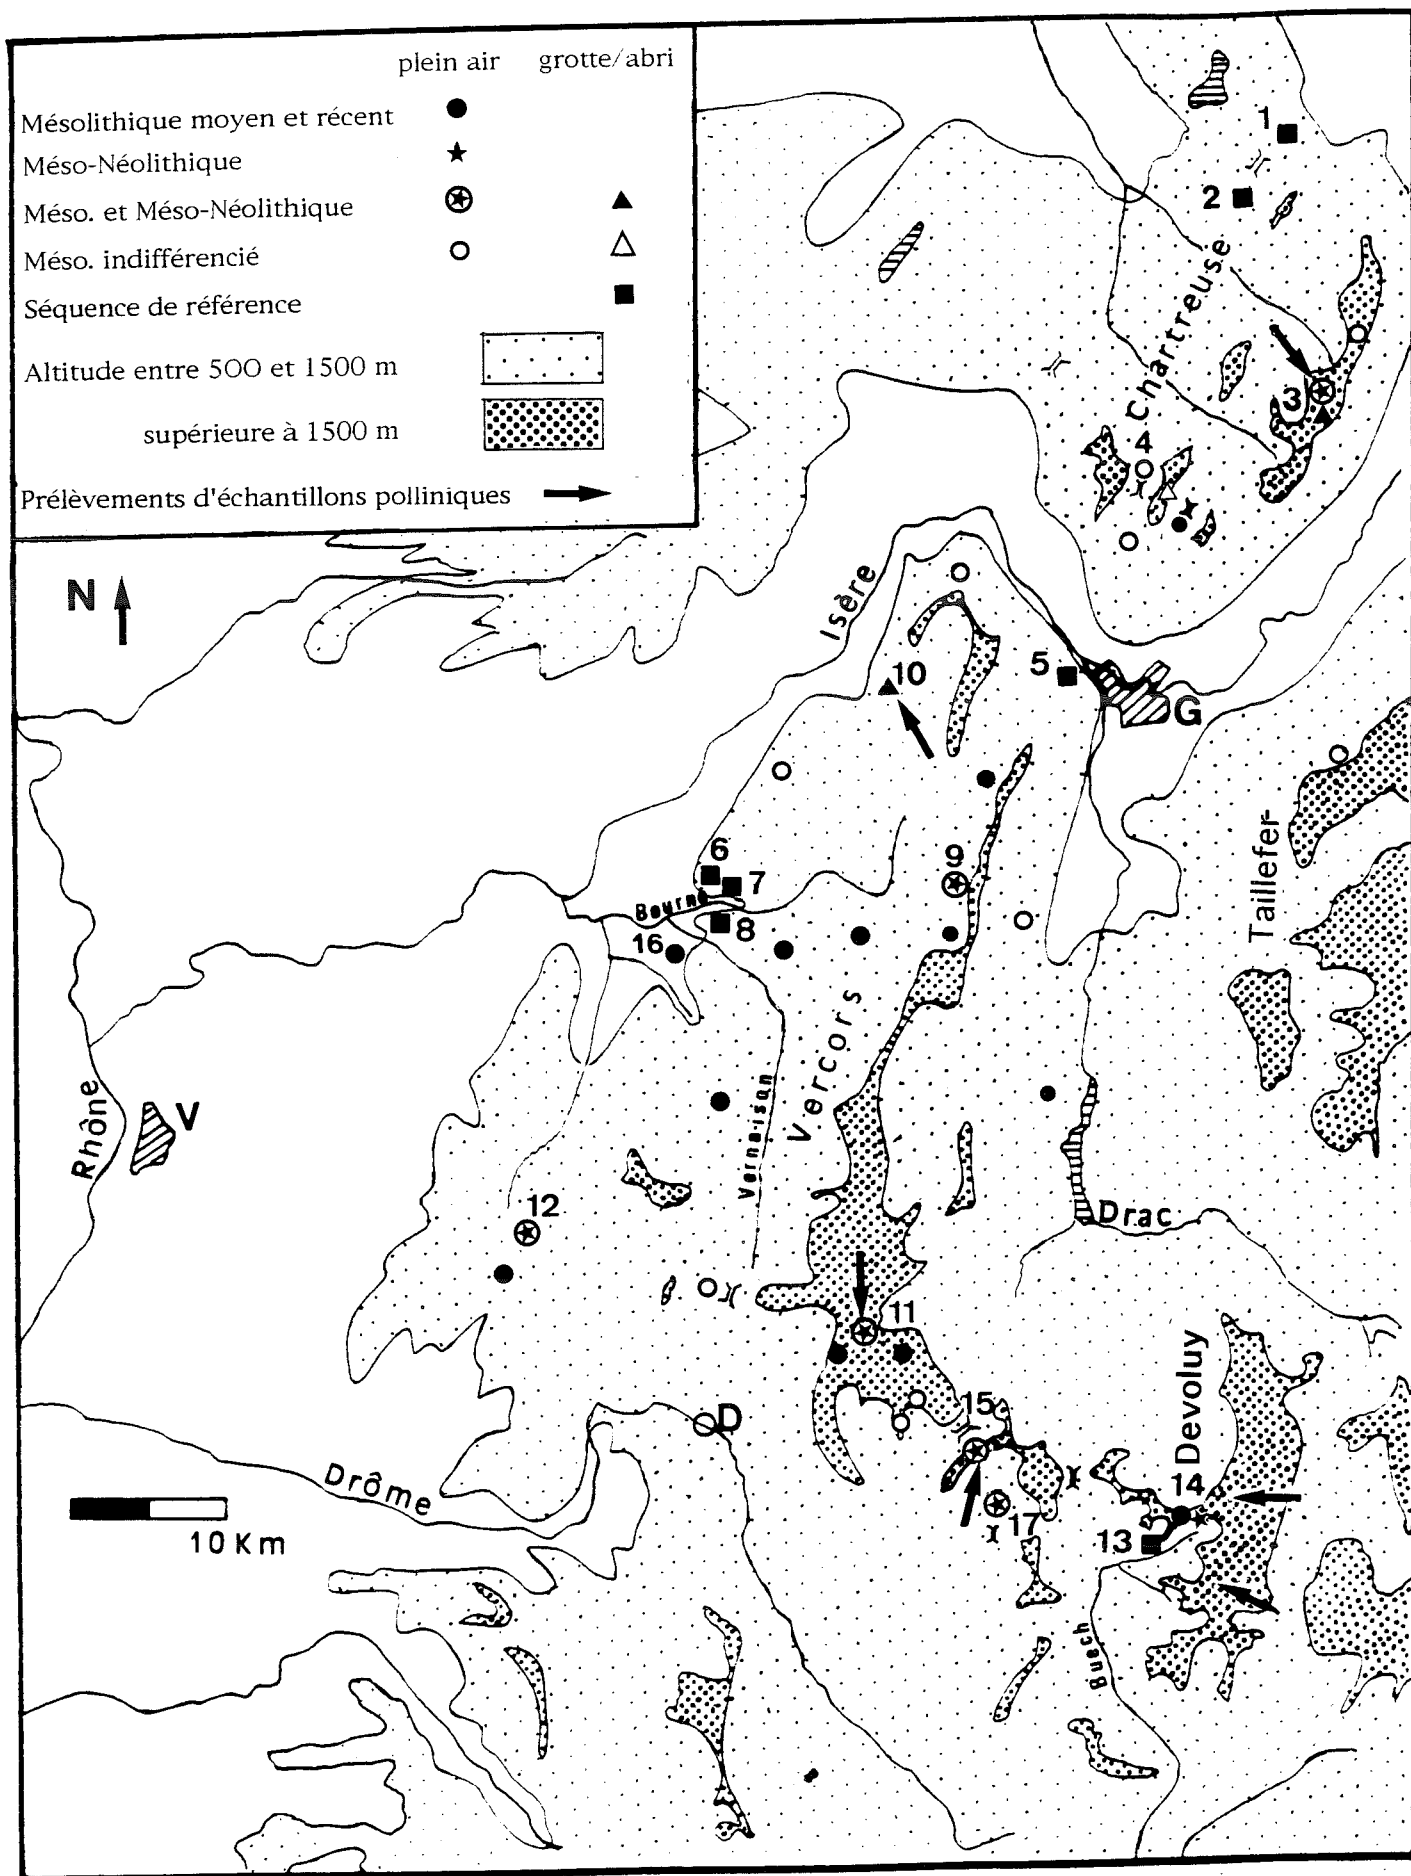 plein air grotte/abri
Mésolithique moyen et récent
Méso-Néolithique
Méso. et Méso-Néolithique
Méso. indifférencié
Séquence de référence
Altitude entre 500 et 1500 m
supérieure à 1500 m
Prélèvements d'échantillons polliniques
N
1
2
Chartreuse
3
4
Isère
10
5
G
6
7
9
Bourne
8
16
Taillefer
Vercors
Rhône
V
Vernaison
12
Drac
11
Devoluy
15
D
Drôme
14
10 Km
17
13
Buech